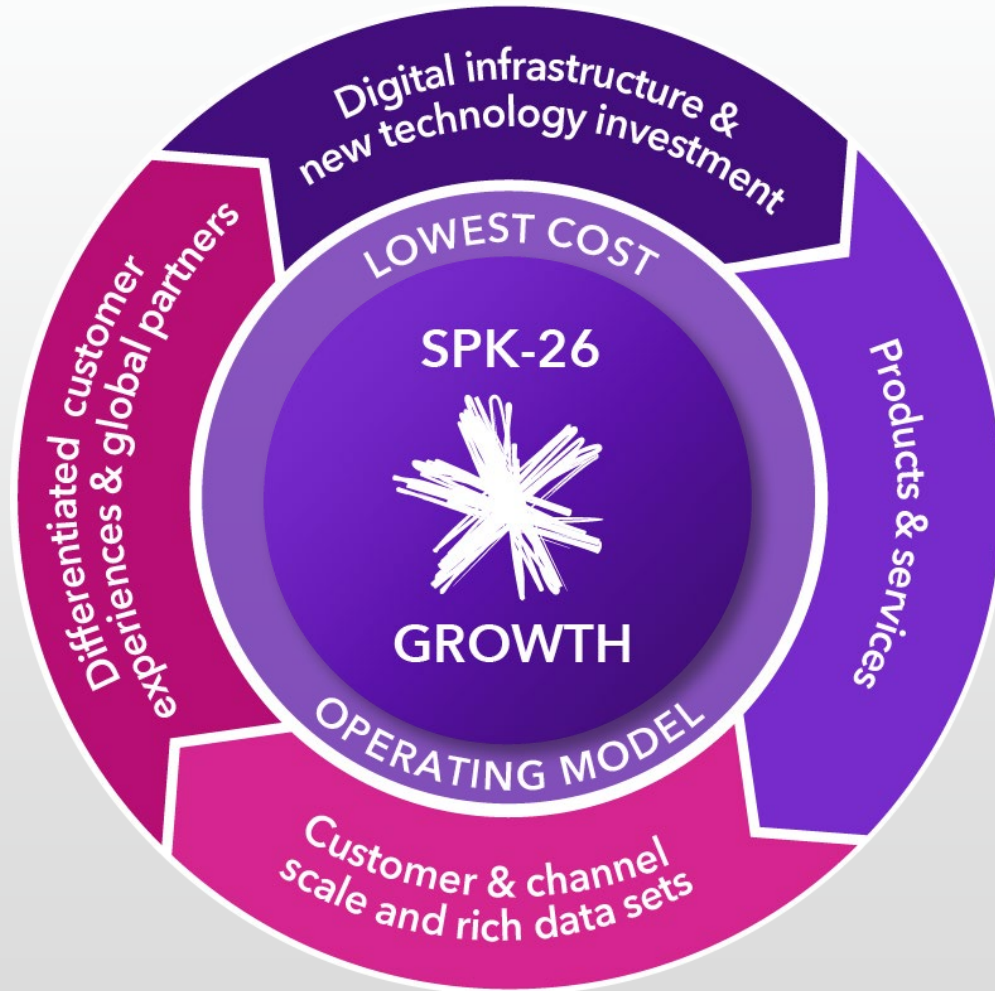 Digital infrastructure &
new technology investment
Products & services
Customer & channel
scale and rich data sets
Differentiated customer
experiences & global partners
LOWEST COST
OPERATING MODEL
SPK-26
GROWTH